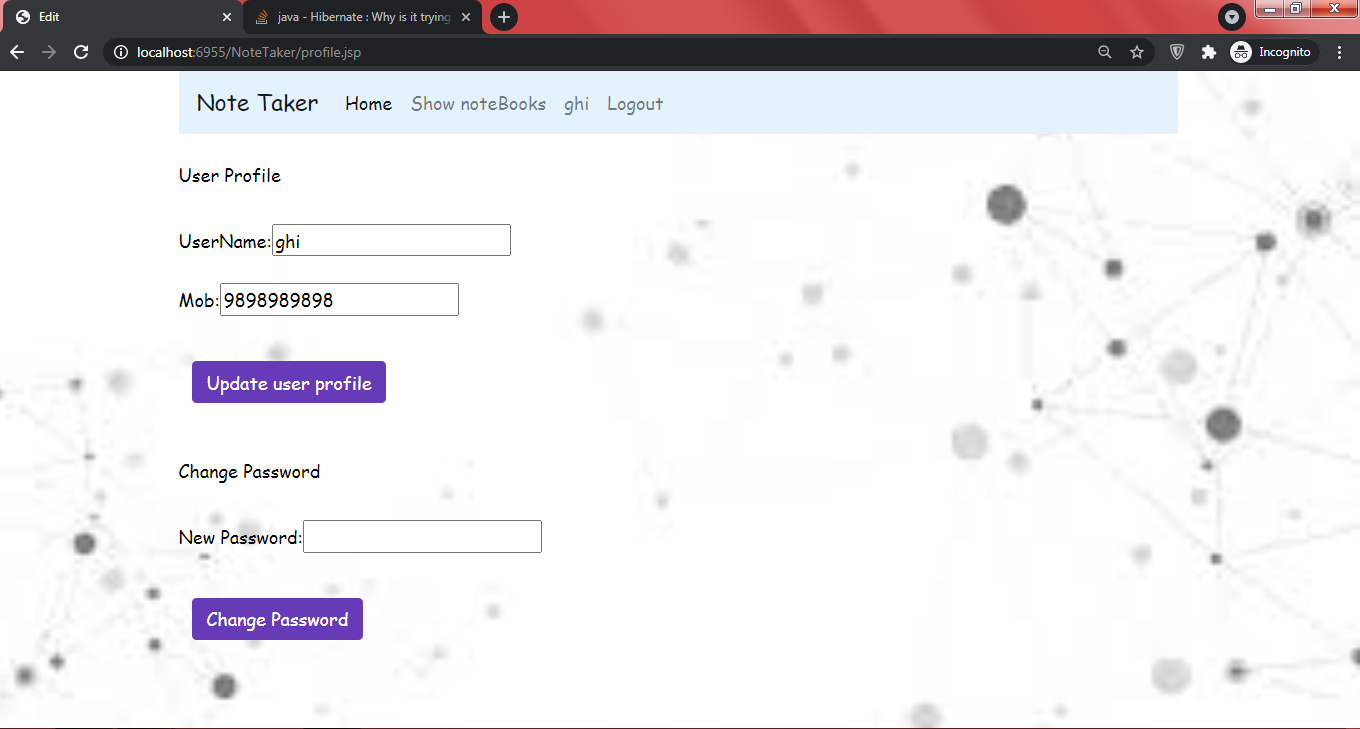 Edit java - Hibernate : Why is it trying
localhost:6955/NoteTaker/profile.jsp Incognito
Note Taker Home Show noteBooks ghi Logout
User Profile
UserName: ghi
Mob: 9898989898
Update user profile
Change Password
New Password:
Change Password